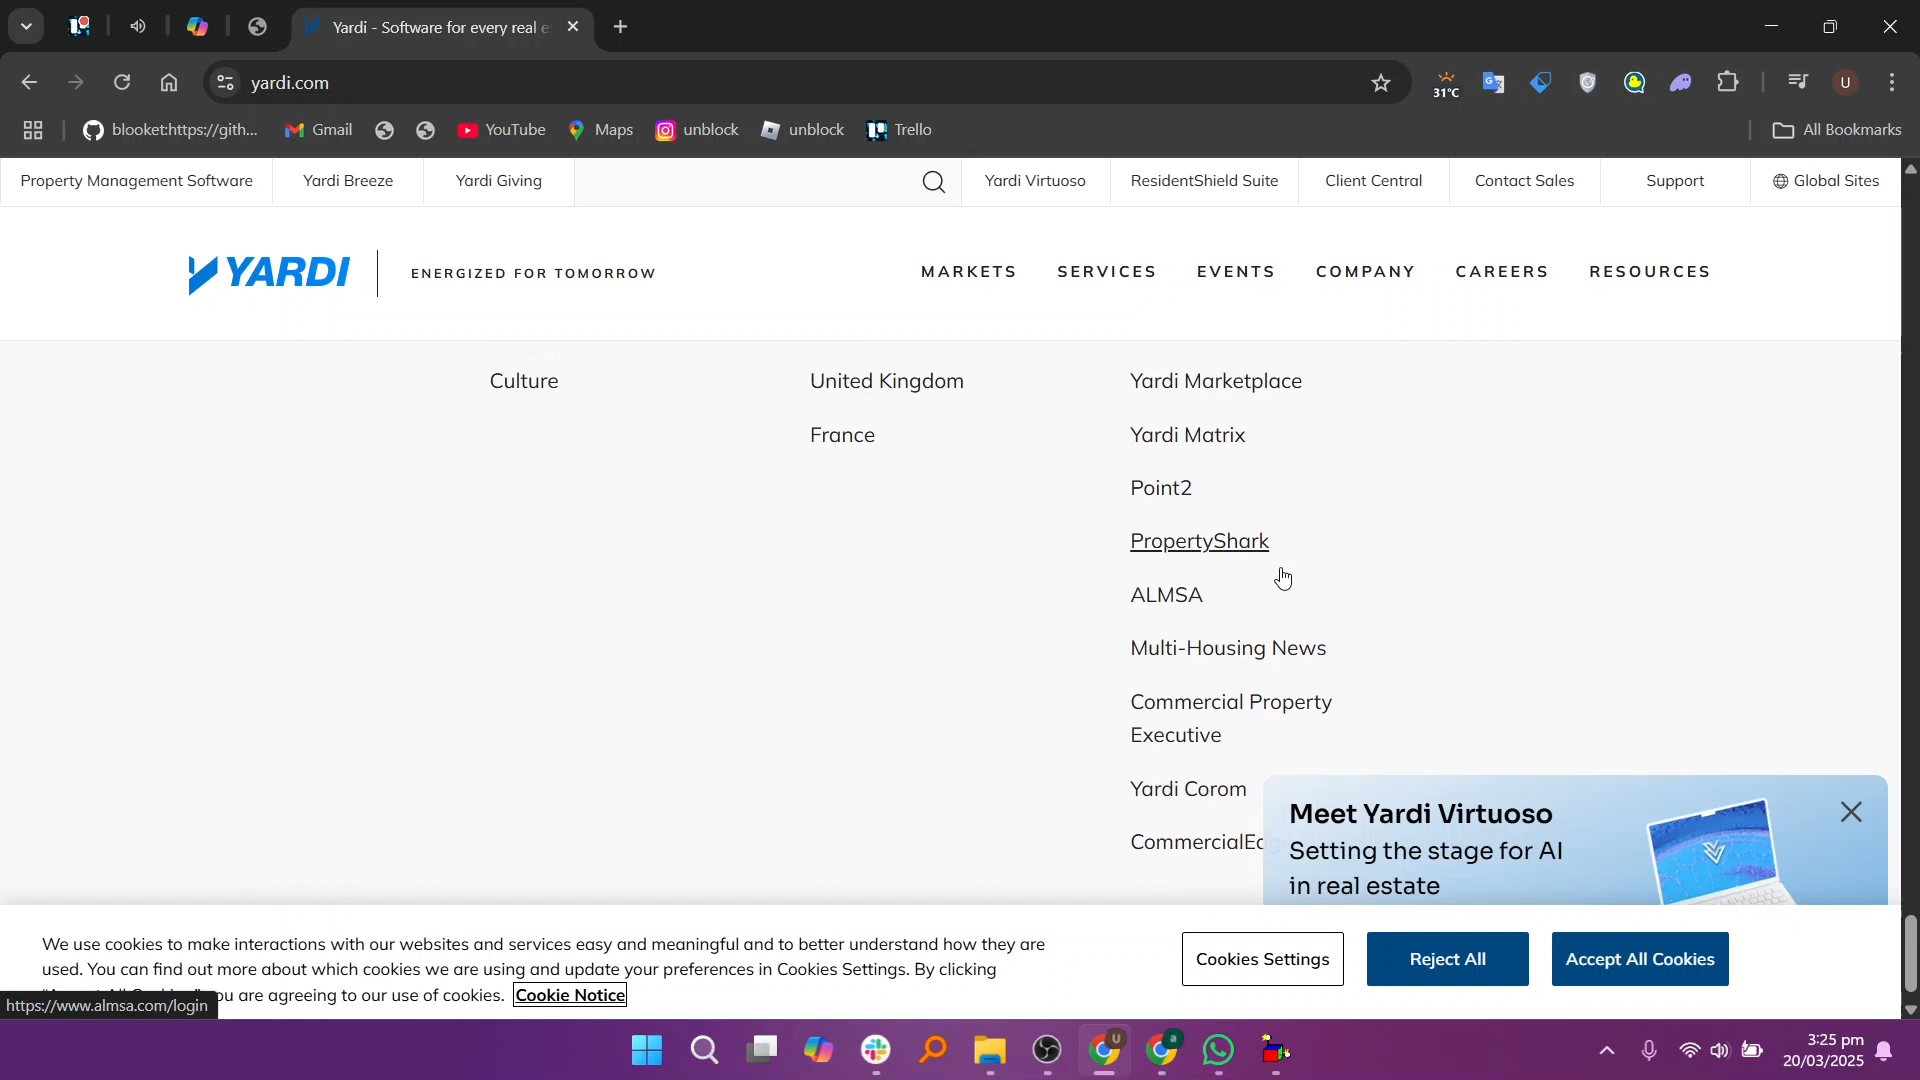 Yardi - Software for every real e
yardi.com
31°C
U
blooket:https://gith...
Gmail
YouTube
Maps
unblock
unblock
Trello
All Bookmarks
Property Management Software
Yardi Breeze
Yardi Giving
Yardi Virtuoso
ResidentShield Suite
Client Central
Contact Sales
Support
Global Sites
YARDI
ENERGIZED FOR TOMORROW
MARKETS
SERVICES
EVENTS
COMPANY
CAREERS
RESOURCES
Culture
United Kingdom
Yardi Marketplace
France
Yardi Matrix
Point2
PropertyShark
ALMSA
Multi-Housing News
Commercial Property
Executive
Yardi Corom
CommercialEdg
Meet Yardi Virtuoso
Setting the stage for AI
in real estate
We use cookies to make interactions with our websites and services easy and meaningful and to better understand how they are
used. You can find out more about which cookies we are using and update your preferences in Cookies Settings. By clicking
ou are agreeing to our use of cookies. Cookie Notice
Cookies Settings
Reject All
Accept All Cookies
https://www.almsa.com/login
U
a
3:25 pm
20/03/2025